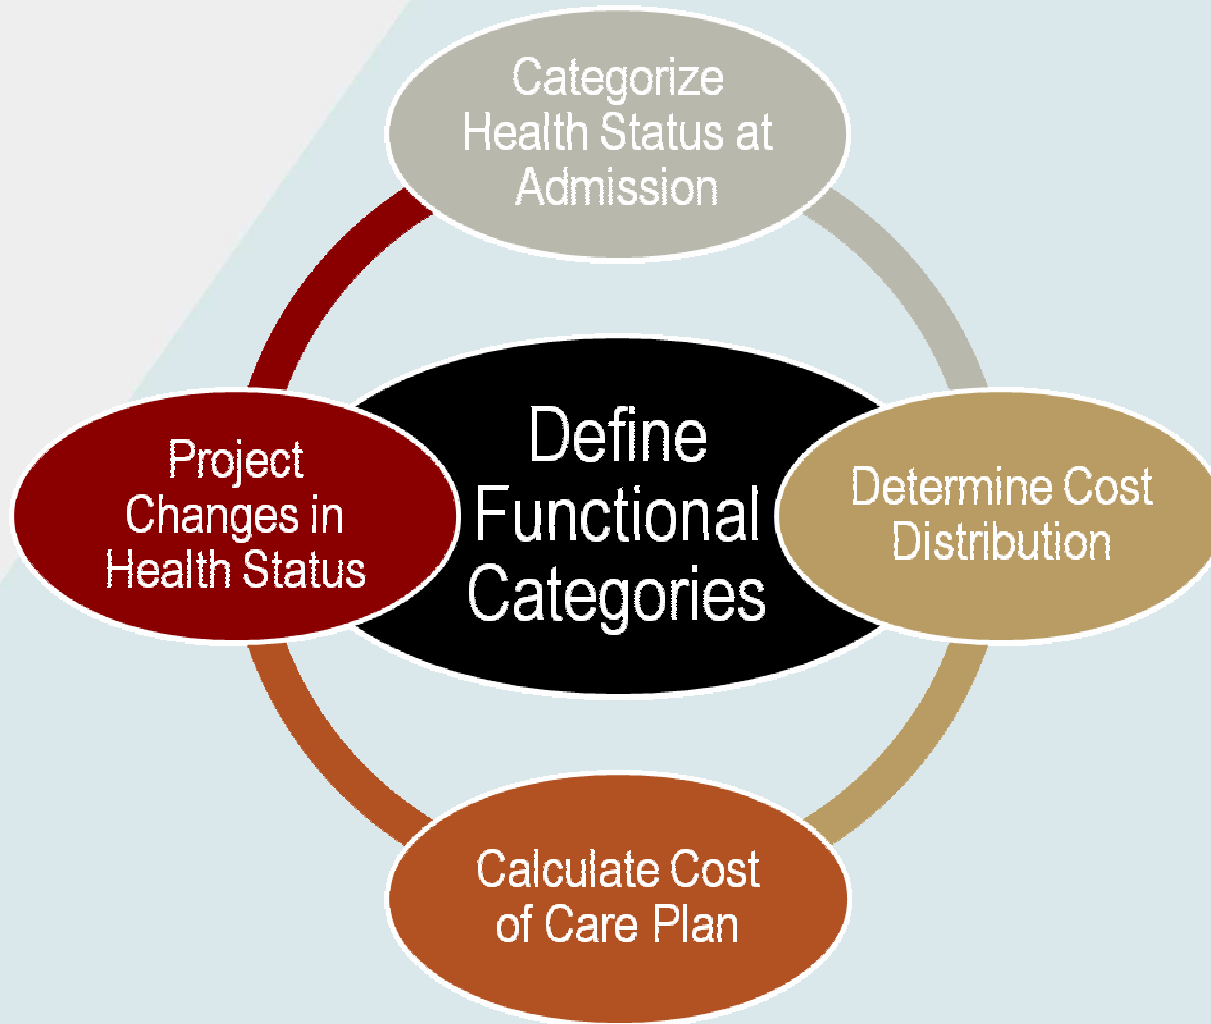 Categorize
Health Status at
Admission
Define
Functional
Categories
Project
Changes in
Health Status
Determine Cost
Distribution
Calculate Cost
of Care Plan